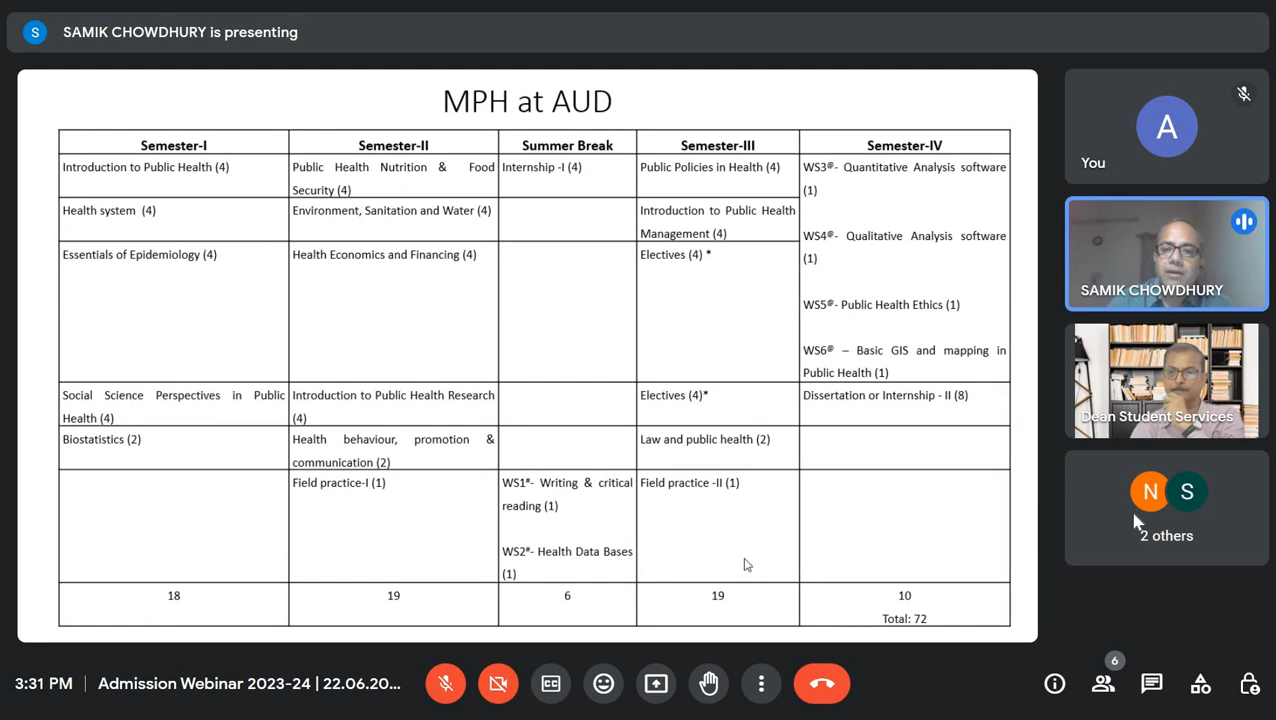 S
SAMIK CHOWDHURY is presenting
MPH at AUD
Semester-I
Semester-II
Summer Break
Semester-III
Semester-IV
Introduction to Public Health (4)
Public Health Nutrition & Food
Security (4)
Internship -I (4)
Public Policies in Health (4)
WS3@- Quantitative Analysis software
(1)
WS4@- Qualitative Analysis software
(1)
WS5@- Public Health Ethics (1)
WS6@ – Basic GIS and mapping in
Public Health (1)
Health system (4)
Environment, Sanitation and Water (4)
Introduction to Public Health
Management (4)
Essentials of Epidemiology (4)
Health Economics and Financing (4)
Electives (4) *
Social Science Perspectives in Public
Health (4)
Introduction to Public Health Research
(4)
Electives (4)*
Dissertation or Internship - II (8)
Biostatistics (2)
Health behaviour, promotion &
communication (2)
Law and public health (2)
Field practice-I (1)
WS1#- Writing & critical
reading (1)
WS2#- Health Data Bases
(1)
Field practice -II (1)
18
19
6
19
10
Total: 72
A
You
SAMIK CHOWDHURY
Dean Student Services
N
S
2 others
3:31 PM
Admission Webinar 2023-24 | 22.06.20...
CC
6